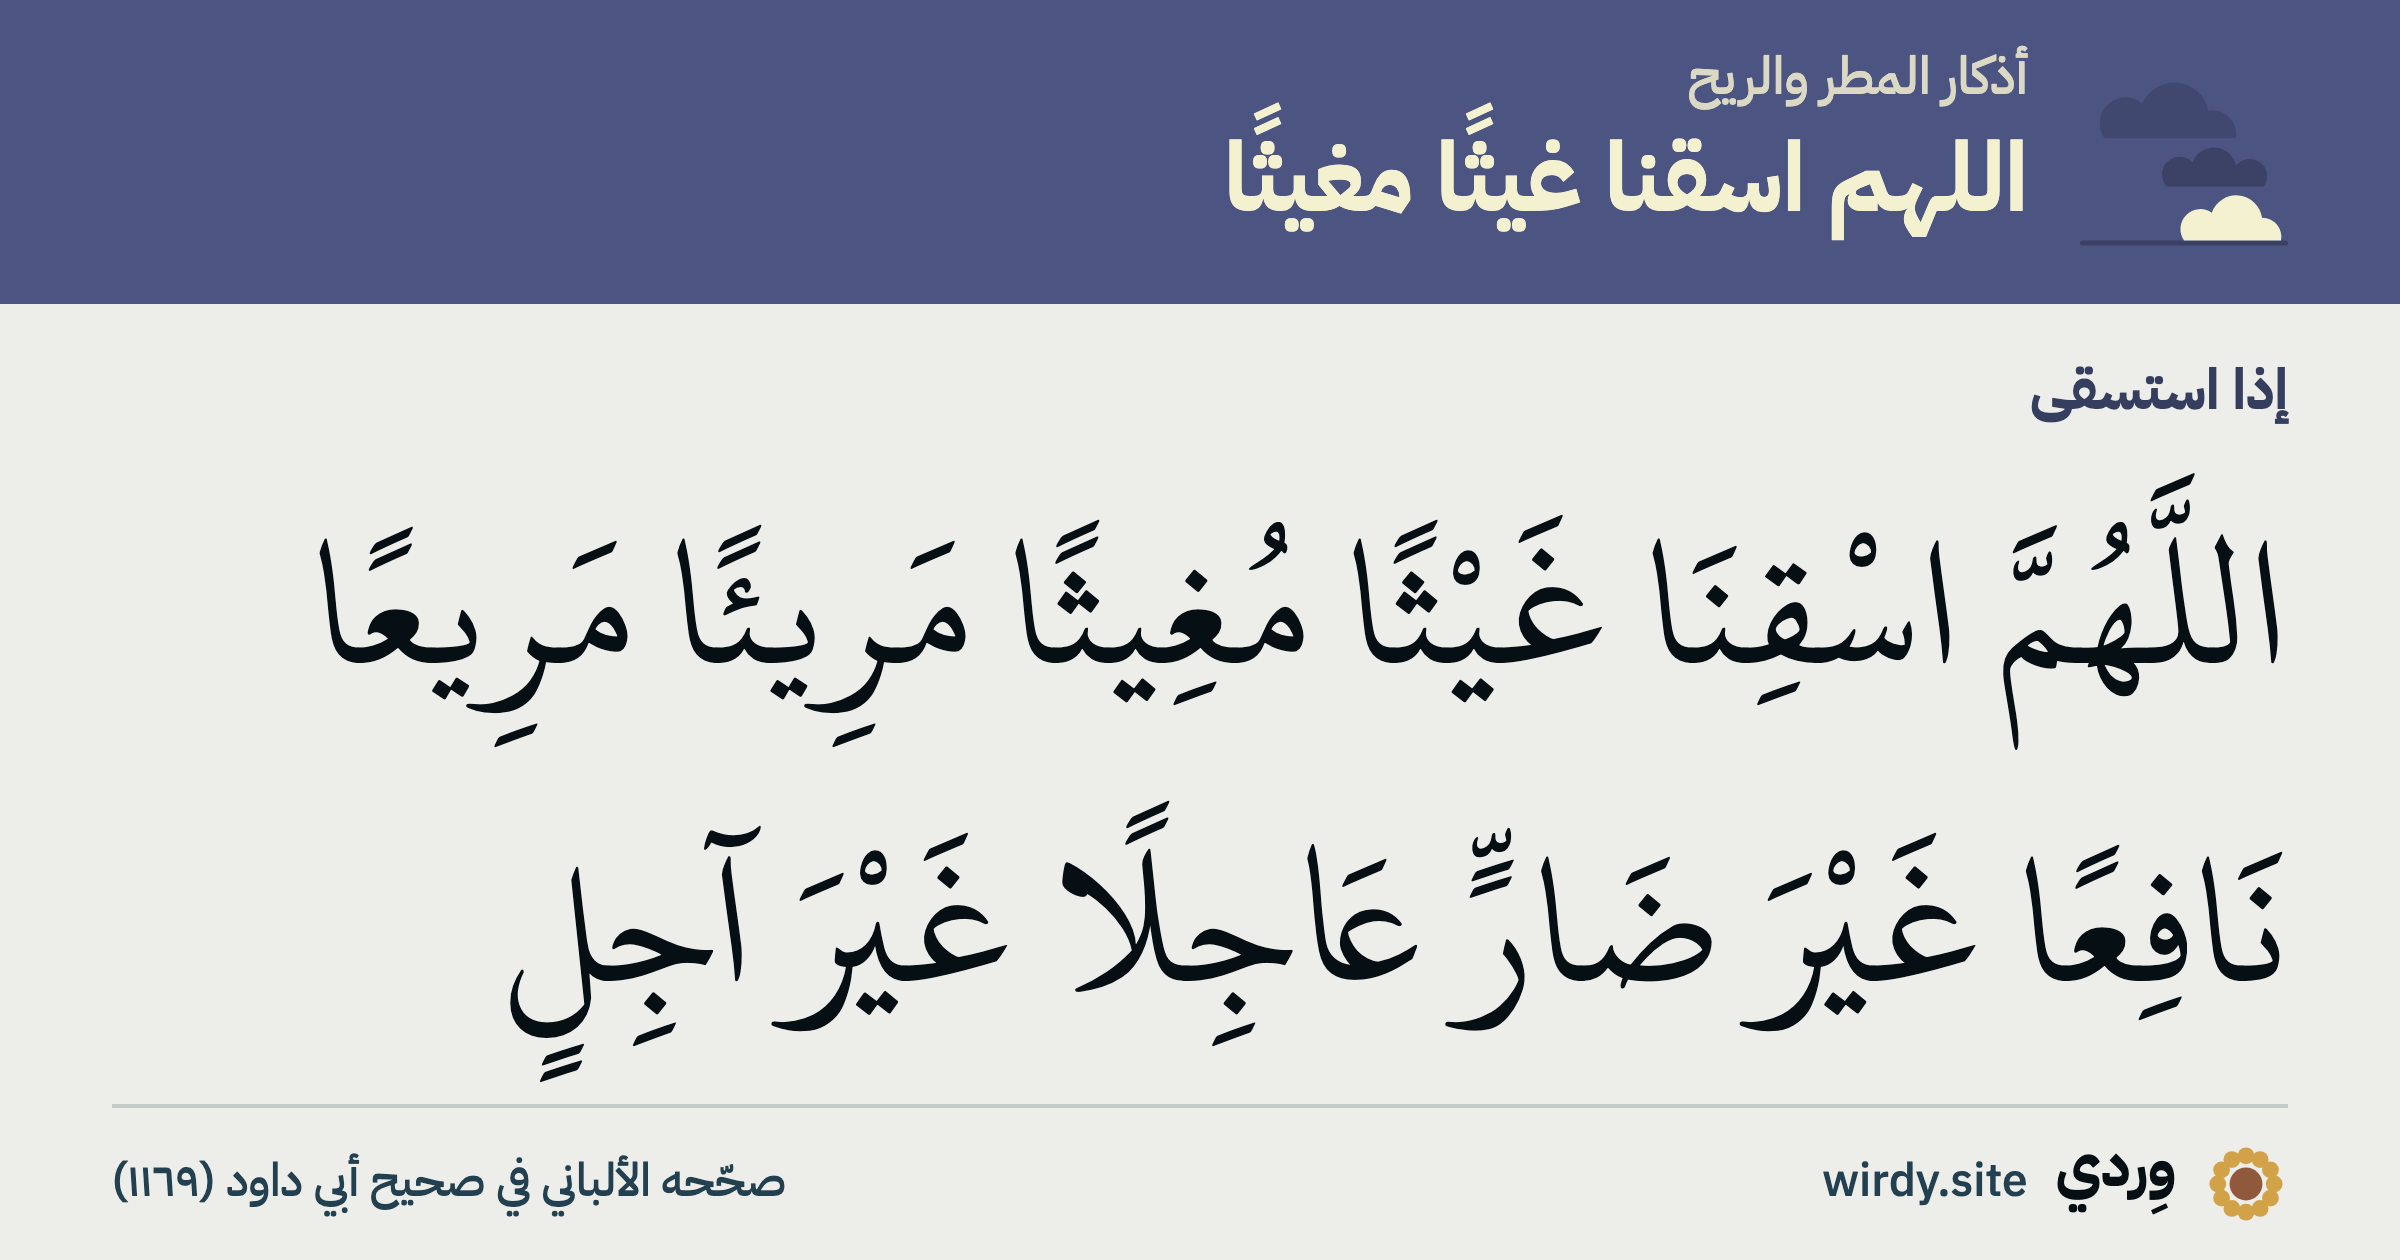 أذكار المطر والريح
اللهم اسقنا غيثًا مغيثًا
إذا استسقى
اللَّهُمَّ اسْقِنَا غَيْثًا مُغِيثًا مَرِيئًا مَرِيعًا
نَافِعًا غَيْرَ ضَارٍّ عَاجِلًا غَيْرَ آجِلٍ
وِردي wirdy.site
صحّحه الألباني في صحيح أبي داود (١١٦٩)